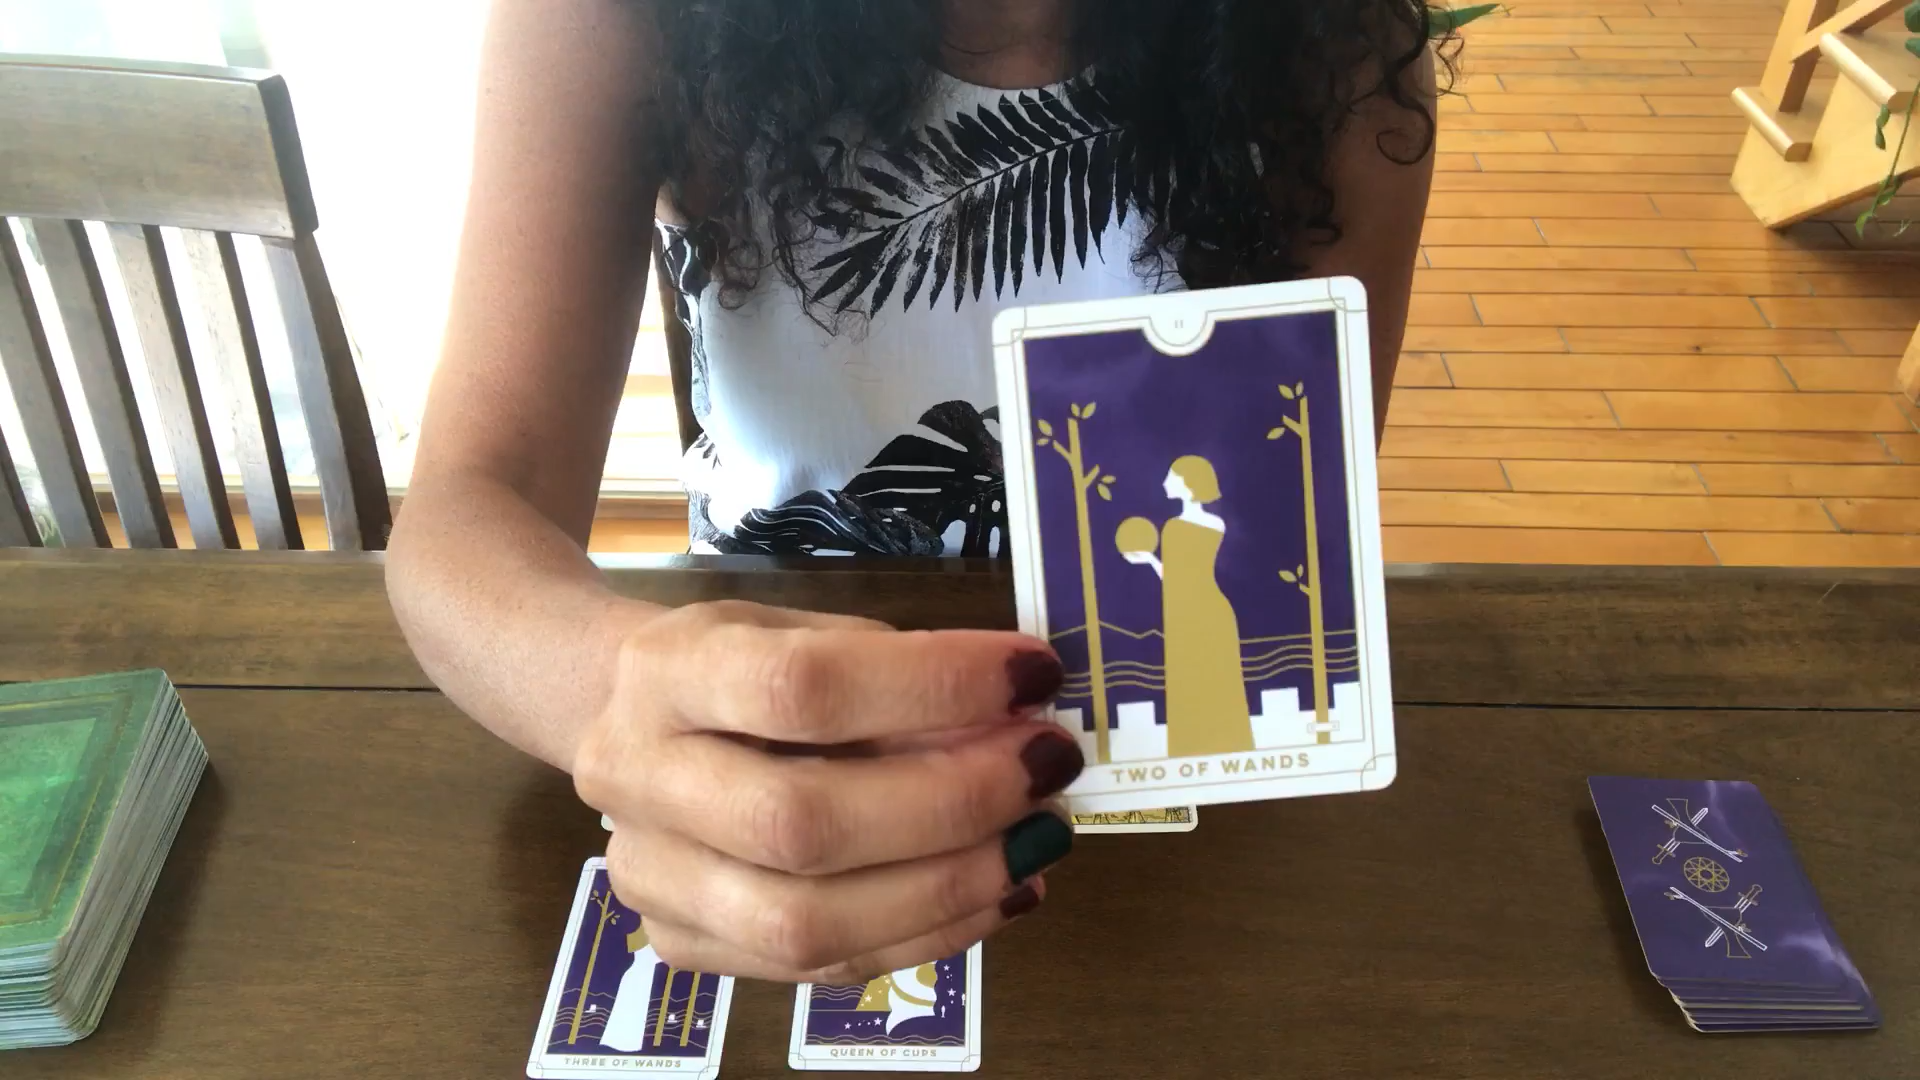 II
TWO OF WANDS
THREE OF WANDS
QUEEN OF CUPS